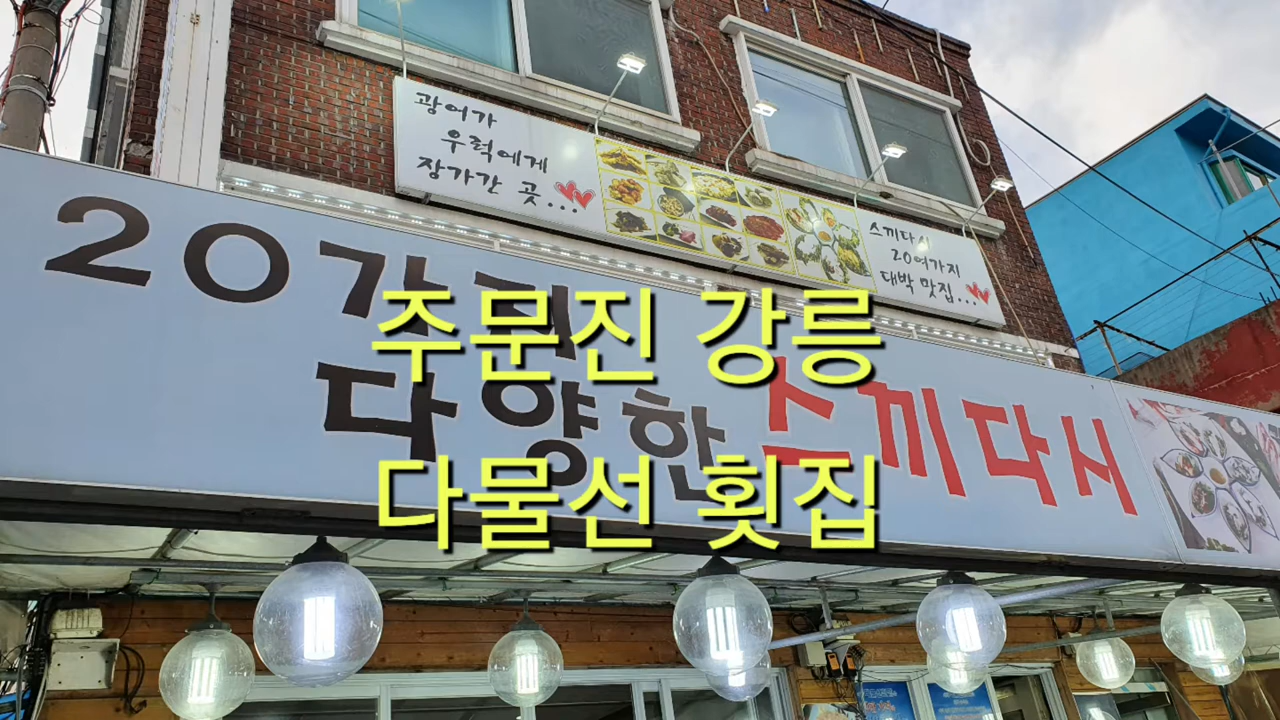 광어가
우럭에게
장가간 곳...
스끼다시
20여가지
대박 맛집...
20가지
다양한 스끼다시
주문진 강릉
다물선 횟집